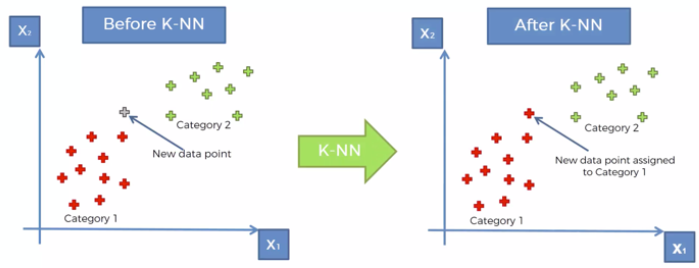 Before K-NN
X₂
Category 2
New data point
Category 1
X₁
K-NN
After K-NN
X₂
Category 2
New data point assigned
to Category 1
Category 1
X₁